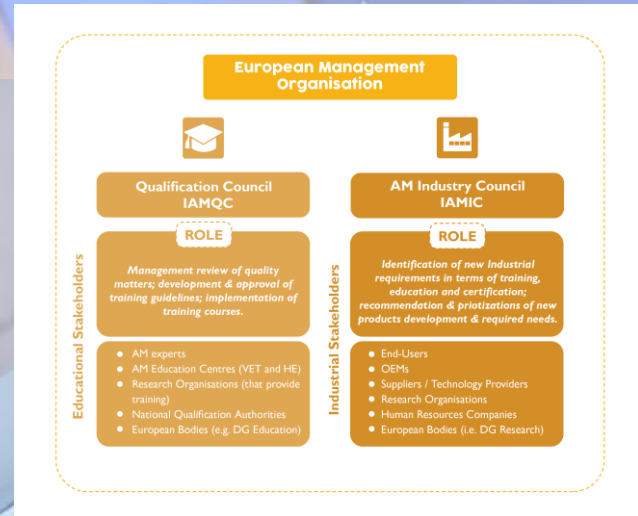 European Management
Organisation
Qualification Council
IAMQC
ROLE
Management review of quality
matters; development & approval of
training guidelines; implementation of
training courses.
Educational Stakeholders
AM experts
AM Education Centres (VET and HE)
Research Organisations (that provide
training)
National Qualification Authorities
European Bodies (e.g. DG Education)
AM Industry Council
IAMIC
ROLE
Identification of new Industrial
requirements in terms of training,
education and certification;
recommendation & priotizations of new
products development & required needs.
Industrial Stakeholders
End-Users
OEMs
Suppliers / Technology Providers
Research Organisations
Human Resources Companies
European Bodies (i.e. DG Research)